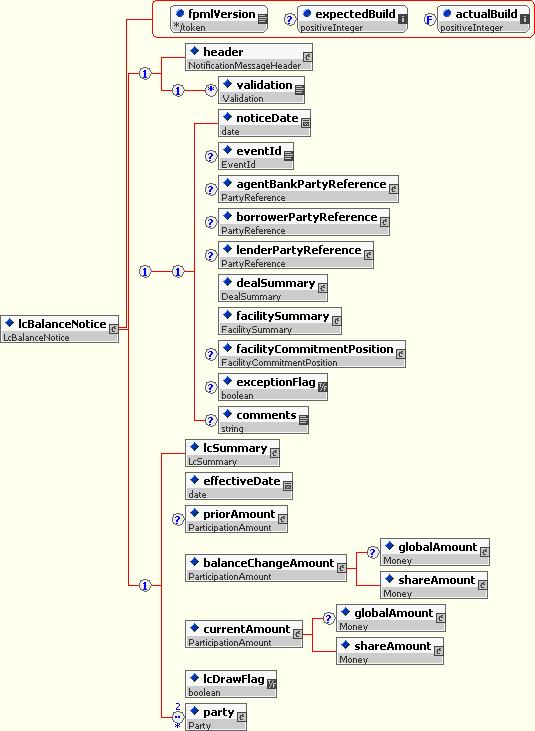 fpmlVersion
*/token
? expectedBuild
positiveInteger
F actualBuild
positiveInteger
header
NotificationMessageHeader
1
1 * validation
Validation
noticeDate
date
? eventId
EventId
? agentBankPartyReference
PartyReference
? borrowerPartyReference
PartyReference
? lenderPartyReference
PartyReference
1 1
dealSummary
DealSummary
facilitySummary
FacilitySummary
lcBalanceNotice
LcBalanceNotice
? facilityCommitmentPosition
FacilityCommitmentPosition
? exceptionFlag
boolean
? comments
string
lcSummary
LcSummary
effectiveDate
date
? priorAmount
ParticipationAmount
balanceChangeAmount
ParticipationAmount
? globalAmount
Money
shareAmount
Money
1
currentAmount
ParticipationAmount
? globalAmount
Money
shareAmount
Money
lcDrawFlag
boolean
2
..
*
party
Party